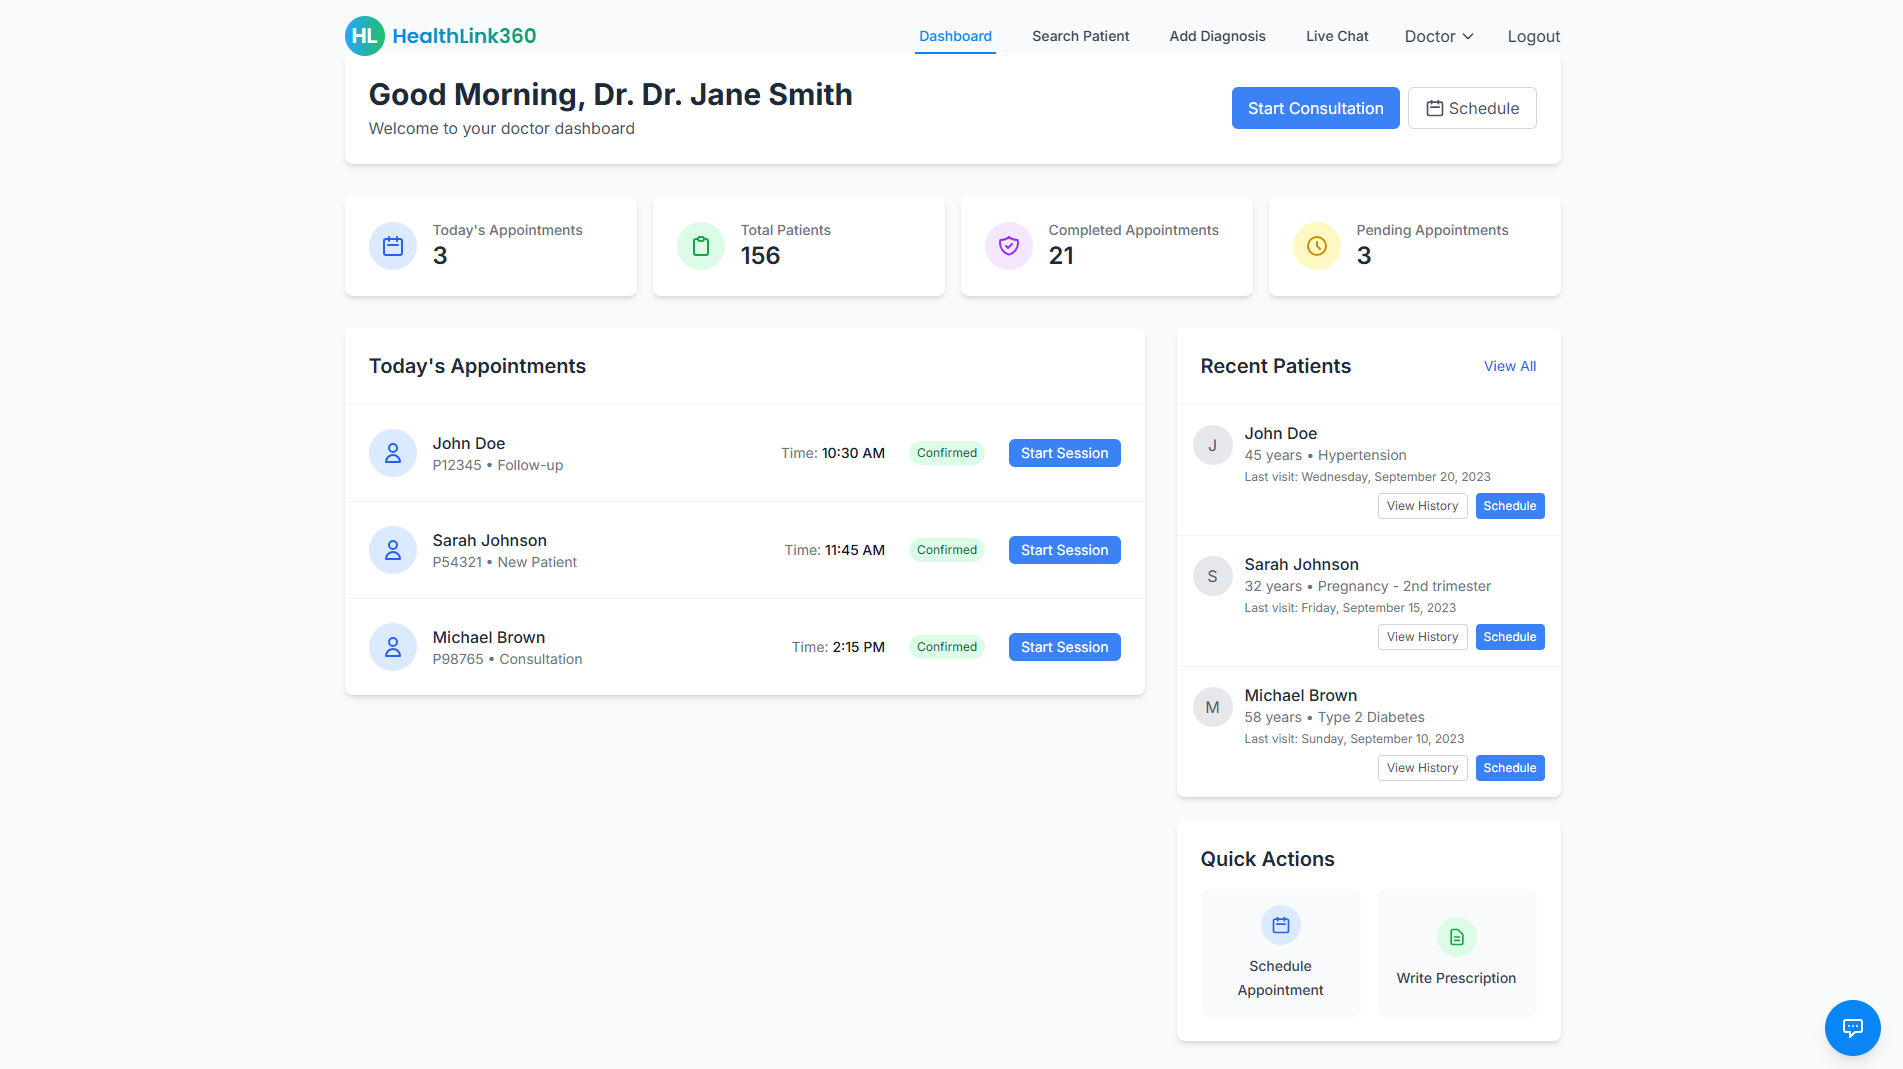 HL HealthLink360
Dashboard Search Patient Add Diagnosis Live Chat Doctor Logout
Good Morning, Dr. Dr. Jane Smith
Welcome to your doctor dashboard
Start Consultation Schedule
Today's Appointments
3
Total Patients
156
Completed Appointments
21
Pending Appointments
3
Today's Appointments
John Doe
P12345 • Follow-up
Time: 10:30 AM Confirmed Start Session
Sarah Johnson
P54321 • New Patient
Time: 11:45 AM Confirmed Start Session
Michael Brown
P98765 • Consultation
Time: 2:15 PM Confirmed Start Session
Recent Patients View All
J
John Doe
45 years • Hypertension
Last visit: Wednesday, September 20, 2023
View History Schedule
S
Sarah Johnson
32 years • Pregnancy - 2nd trimester
Last visit: Friday, September 15, 2023
View History Schedule
M
Michael Brown
58 years • Type 2 Diabetes
Last visit: Sunday, September 10, 2023
View History Schedule
Quick Actions
Schedule
Appointment
Write Prescription